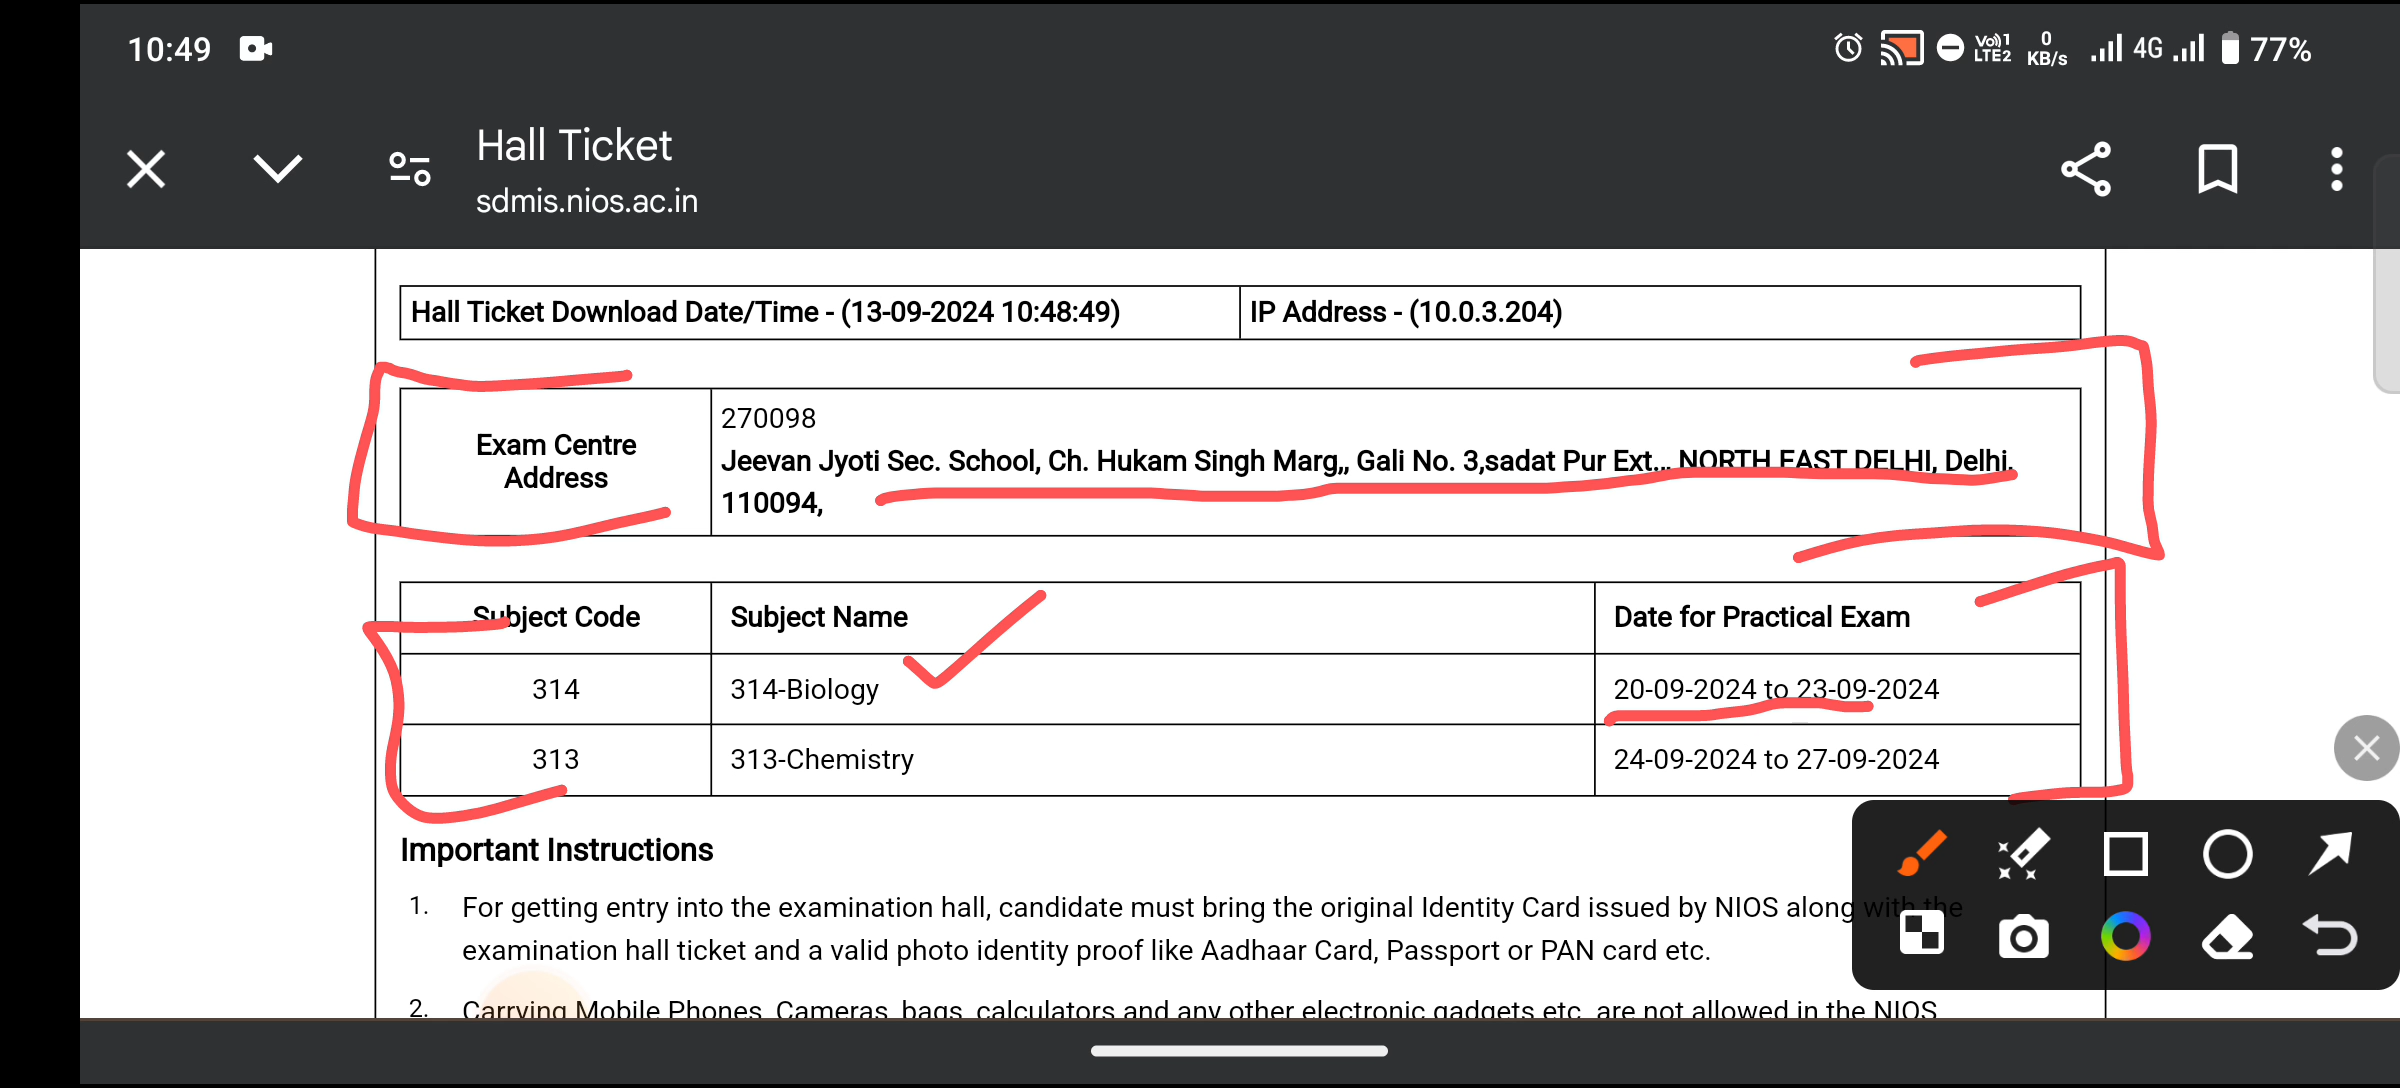 10:49
Vo)) 1
LTE2
0
KB/s
4G
77%
Hall Ticket
sdmis.nios.ac.in
Hall Ticket Download Date/Time - (13-09-2024 10:48:49)
IP Address - (10.0.3.204)
Exam Centre
Address
270098
Jeevan Jyoti Sec. School, Ch. Hukam Singh Marg,, Gali No. 3,sadat Pur Ext.., NORTH EAST DELHI, Delhi,
110094,
Subject Code
Subject Name
Date for Practical Exam
314
314-Biology
20-09-2024 to 23-09-2024
313
313-Chemistry
24-09-2024 to 27-09-2024
Important Instructions
1. For getting entry into the examination hall, candidate must bring the original Identity Card issued by NIOS along with the
examination hall ticket and a valid photo identity proof like Aadhaar Card, Passport or PAN card etc.
2. Carrying Mobile Phones, Cameras, bags, calculators and any other electronic gadgets etc. are not allowed in the NIOS